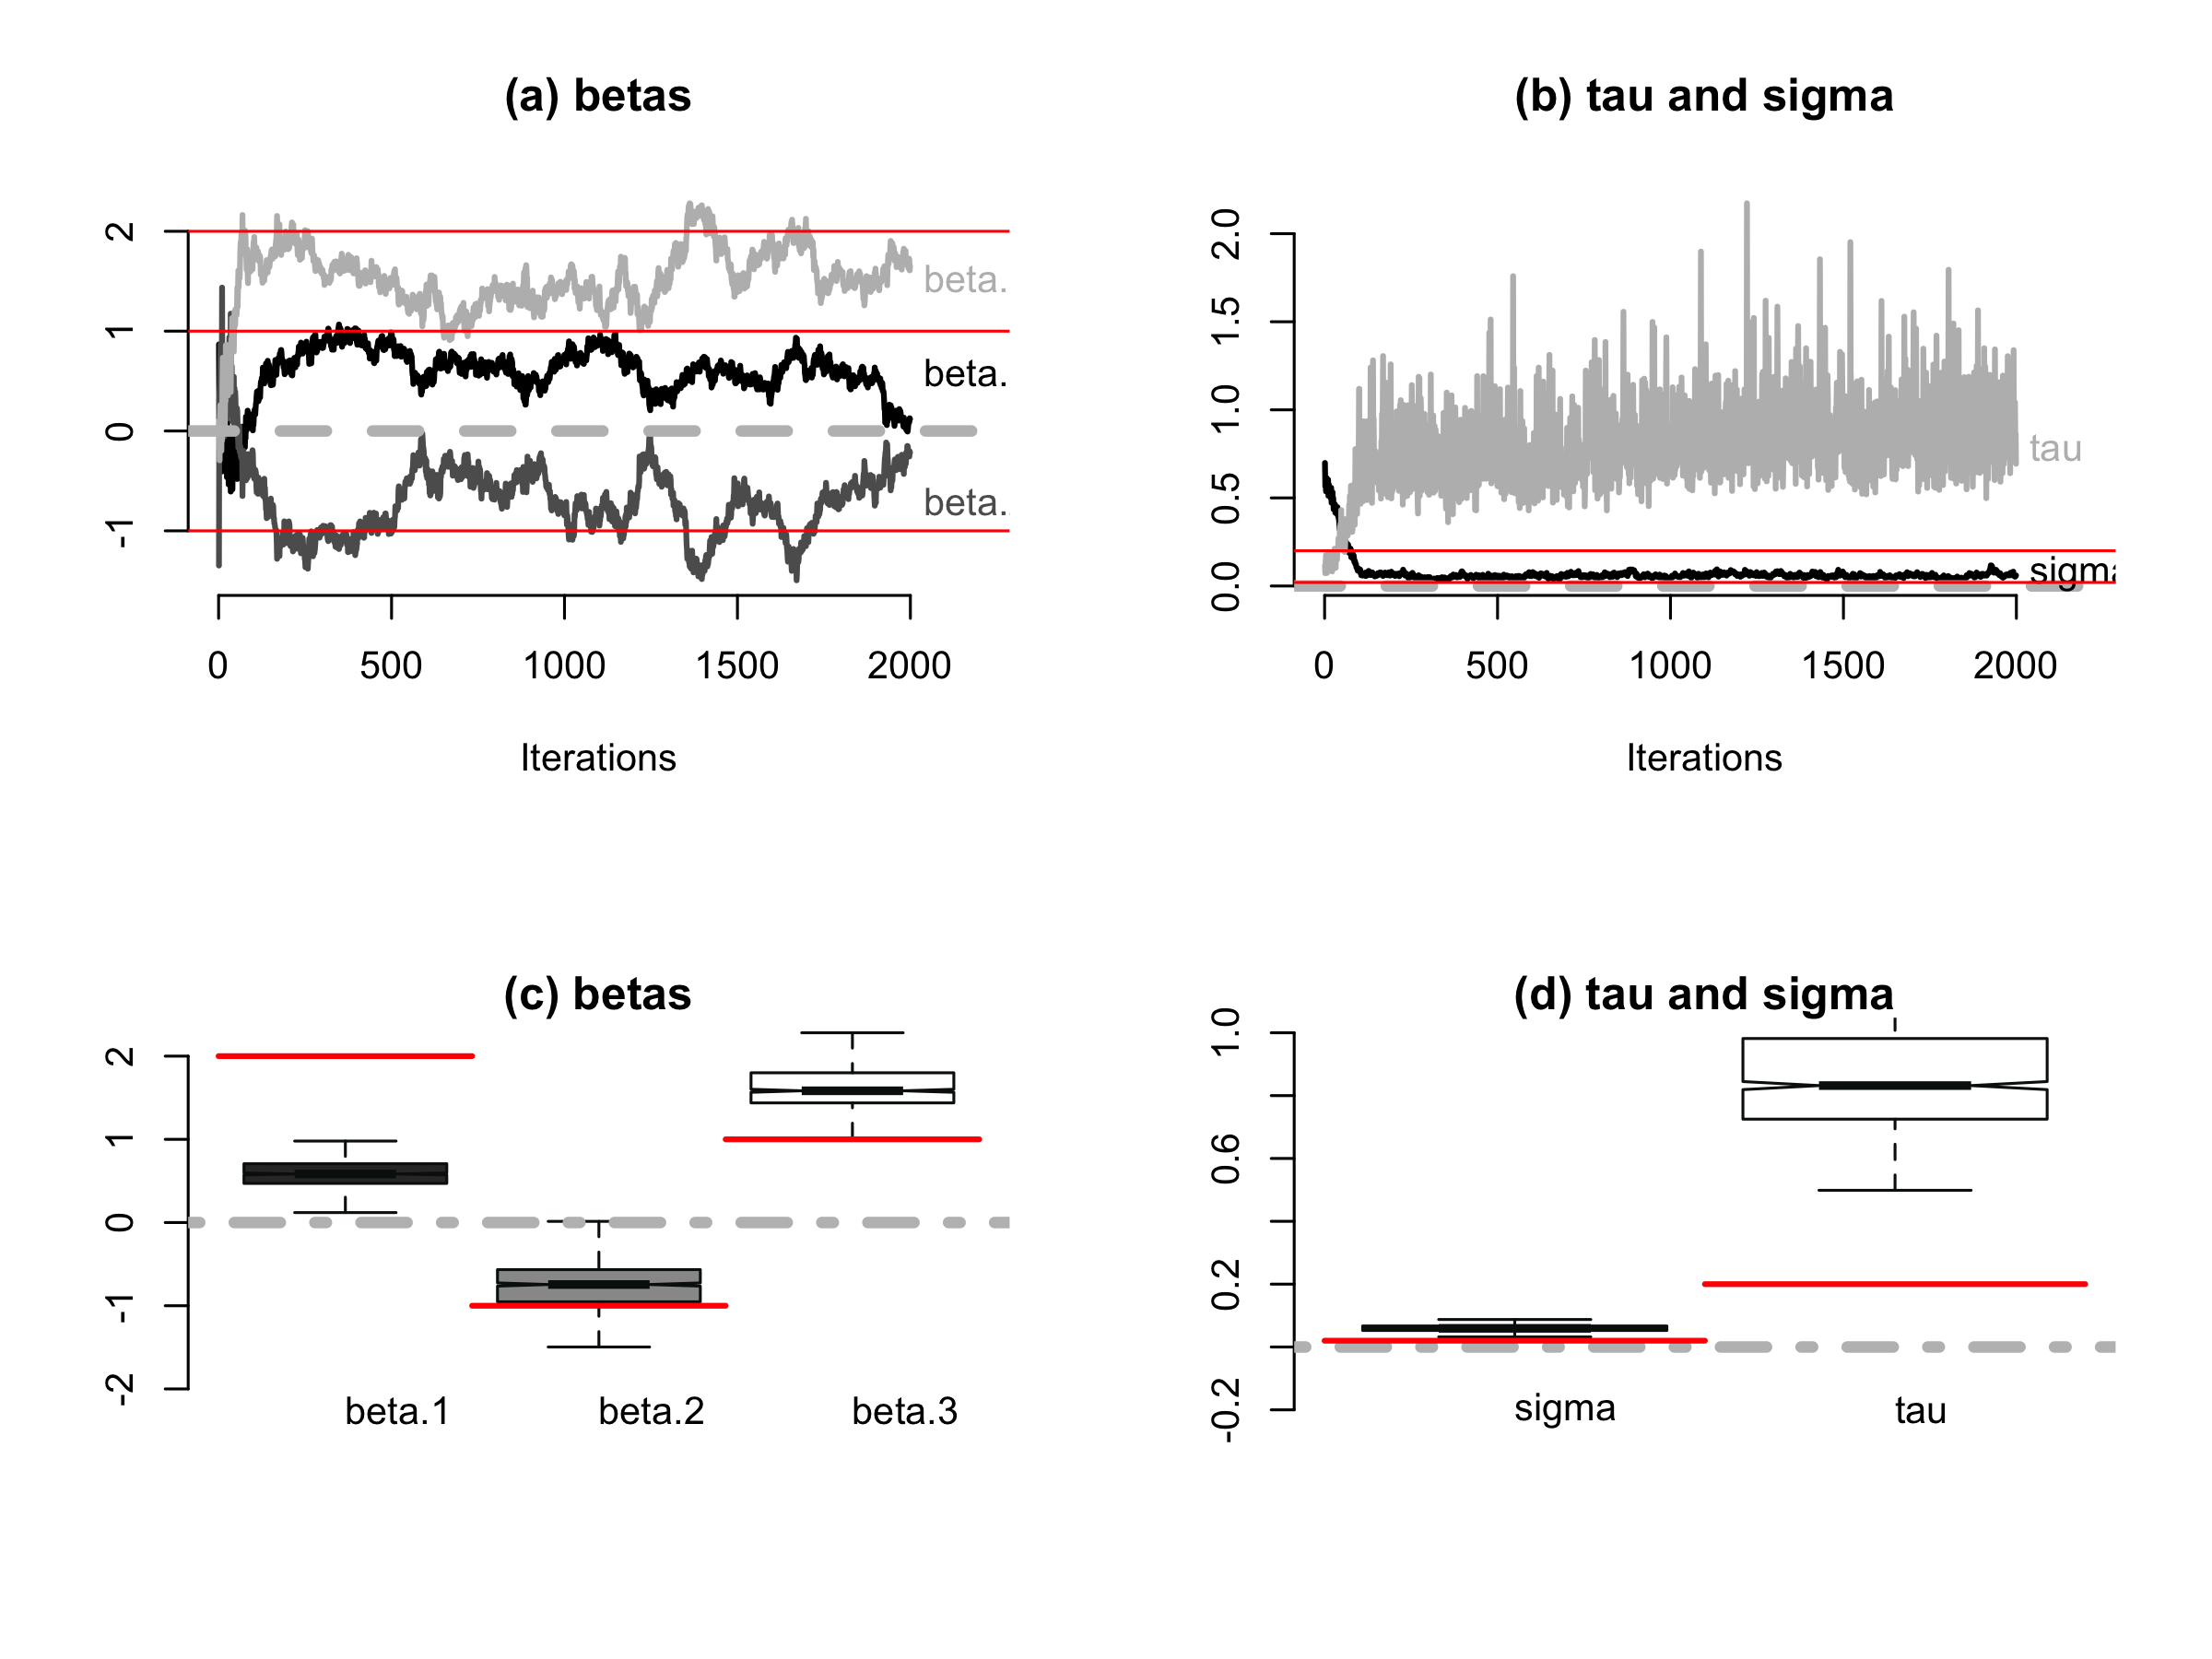 (a) betas
2
1
0
-1
beta.
beta.
beta.
0
500
1000
1500
2000
Iterations
(b) tau and sigma
2.0
1.5
1.0
0.5
0.0
tau
sigma
0
500
1000
1500
2000
Iterations
(c) betas
2
1
0
-1
-2
beta.1
beta.2
beta.3
(d) tau and sigma
1.0
0.6
0.2
-0.2
sigma
tau